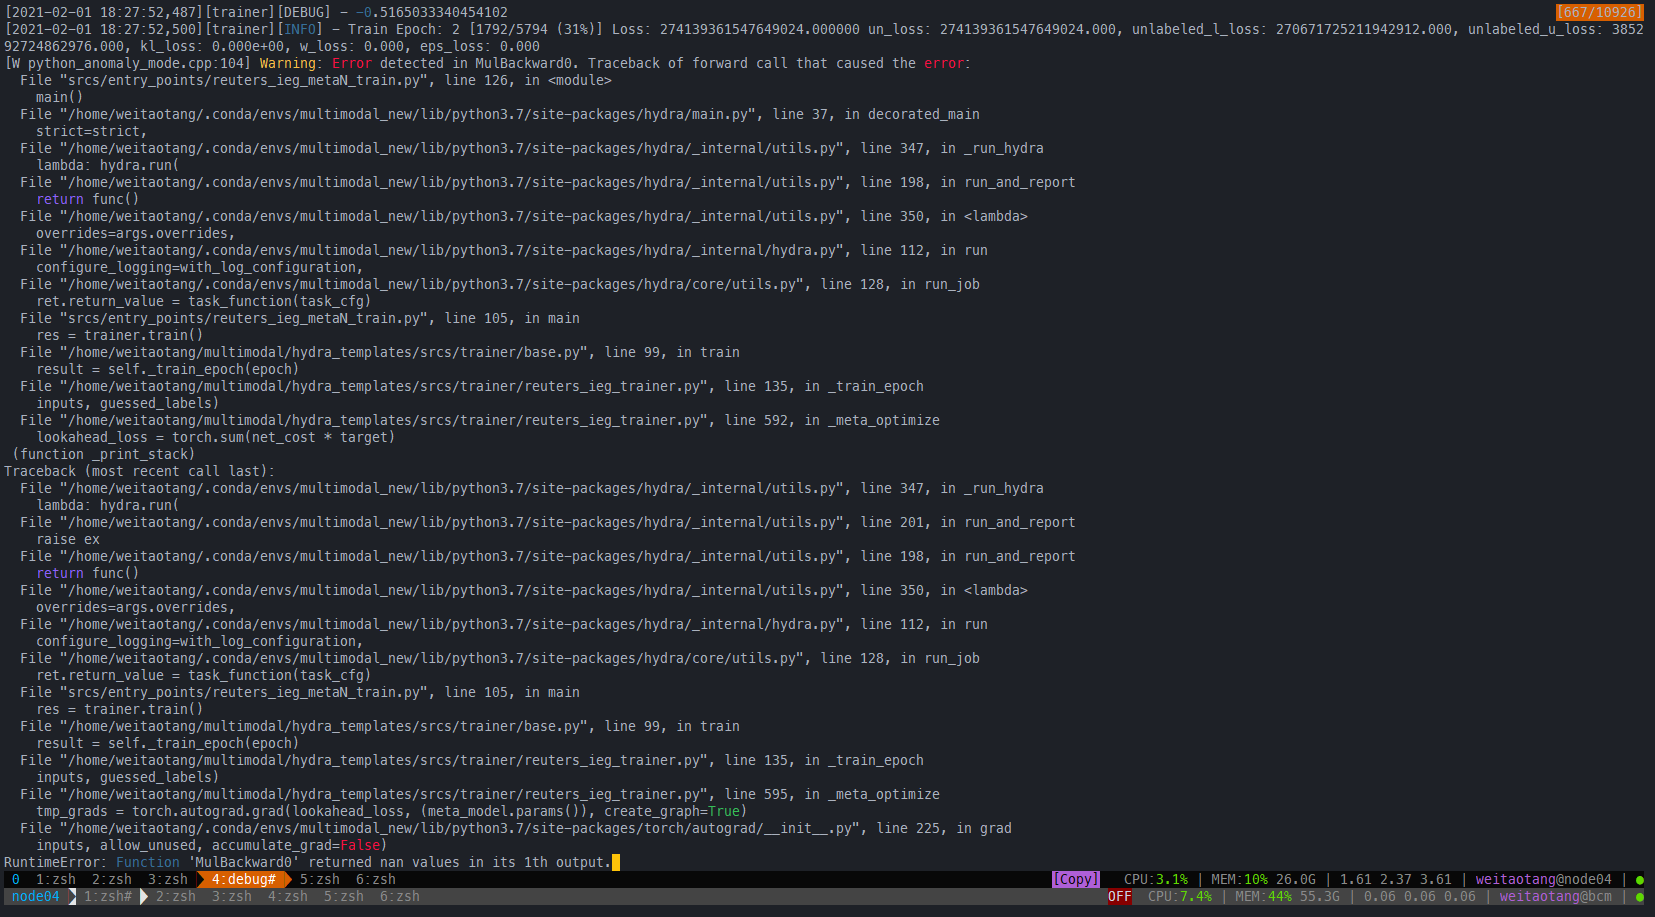 [2021-02-01 18:27:52,487][trainer][DEBUG] - -0.5165033340454102 [667/10926]
[2021-02-01 18:27:52,500][trainer][INFO] - Train Epoch: 2 [1792/5794 (31%)] Loss: 274139361547649024.000000 un_loss: 274139361547649024.000, unlabeled_l_loss: 270671725211942912.000, unlabeled_u_loss: 3852
92724862976.000, kl_loss: 0.000e+00, w_loss: 0.000, eps_loss: 0.000
[W python_anomaly_mode.cpp:104] Warning: Error detected in MulBackward0. Traceback of forward call that caused the error:
  File "srcs/entry_points/reuters_ieg_metaN_train.py", line 126, in <module>
    main()
  File "/home/weitaotang/.conda/envs/multimodal_new/lib/python3.7/site-packages/hydra/main.py", line 37, in decorated_main
    strict=strict,
  File "/home/weitaotang/.conda/envs/multimodal_new/lib/python3.7/site-packages/hydra/_internal/utils.py", line 347, in _run_hydra
    lambda: hydra.run(
  File "/home/weitaotang/.conda/envs/multimodal_new/lib/python3.7/site-packages/hydra/_internal/utils.py", line 198, in run_and_report
    return func()
  File "/home/weitaotang/.conda/envs/multimodal_new/lib/python3.7/site-packages/hydra/_internal/utils.py", line 350, in <lambda>
    overrides=args.overrides,
  File "/home/weitaotang/.conda/envs/multimodal_new/lib/python3.7/site-packages/hydra/_internal/hydra.py", line 112, in run
    configure_logging=with_log_configuration,
  File "/home/weitaotang/.conda/envs/multimodal_new/lib/python3.7/site-packages/hydra/core/utils.py", line 128, in run_job
    ret.return_value = task_function(task_cfg)
  File "srcs/entry_points/reuters_ieg_metaN_train.py", line 105, in main
    res = trainer.train()
  File "/home/weitaotang/multimodal/hydra_templates/srcs/trainer/base.py", line 99, in train
    result = self._train_epoch(epoch)
  File "/home/weitaotang/multimodal/hydra_templates/srcs/trainer/reuters_ieg_trainer.py", line 135, in _train_epoch
    inputs, guessed_labels)
  File "/home/weitaotang/multimodal/hydra_templates/srcs/trainer/reuters_ieg_trainer.py", line 592, in _meta_optimize
    lookahead_loss = torch.sum(net_cost * target)
 (function _print_stack)
Traceback (most recent call last):
  File "/home/weitaotang/.conda/envs/multimodal_new/lib/python3.7/site-packages/hydra/_internal/utils.py", line 347, in _run_hydra
    lambda: hydra.run(
  File "/home/weitaotang/.conda/envs/multimodal_new/lib/python3.7/site-packages/hydra/_internal/utils.py", line 201, in run_and_report
    raise ex
  File "/home/weitaotang/.conda/envs/multimodal_new/lib/python3.7/site-packages/hydra/_internal/utils.py", line 198, in run_and_report
    return func()
  File "/home/weitaotang/.conda/envs/multimodal_new/lib/python3.7/site-packages/hydra/_internal/utils.py", line 350, in <lambda>
    overrides=args.overrides,
  File "/home/weitaotang/.conda/envs/multimodal_new/lib/python3.7/site-packages/hydra/_internal/hydra.py", line 112, in run
    configure_logging=with_log_configuration,
  File "/home/weitaotang/.conda/envs/multimodal_new/lib/python3.7/site-packages/hydra/core/utils.py", line 128, in run_job
    ret.return_value = task_function(task_cfg)
  File "srcs/entry_points/reuters_ieg_metaN_train.py", line 105, in main
    res = trainer.train()
  File "/home/weitaotang/multimodal/hydra_templates/srcs/trainer/base.py", line 99, in train
    result = self._train_epoch(epoch)
  File "/home/weitaotang/multimodal/hydra_templates/srcs/trainer/reuters_ieg_trainer.py", line 135, in _train_epoch
    inputs, guessed_labels)
  File "/home/weitaotang/multimodal/hydra_templates/srcs/trainer/reuters_ieg_trainer.py", line 595, in _meta_optimize
    tmp_grads = torch.autograd.grad(lookahead_loss, (meta_model.params()), create_graph=True)
  File "/home/weitaotang/.conda/envs/multimodal_new/lib/python3.7/site-packages/torch/autograd/__init__.py", line 225, in grad
    inputs, allow_unused, accumulate_grad=False)
RuntimeError: Function 'MulBackward0' returned nan values in its 1th output.
0 1:zsh 2:zsh 3:zsh 4:debug# 5:zsh 6:zsh [Copy] CPU:3.1% | MEM:10% 26.0G | 1.61 2.37 3.61 | weitaotang@node04 | ●
node04 1:zsh# 2:zsh 3:zsh 4:zsh 5:zsh 6:zsh OFF CPU:7.4% | MEM:44% 55.3G | 0.06 0.06 0.06 | weitaotang@bcm | ●